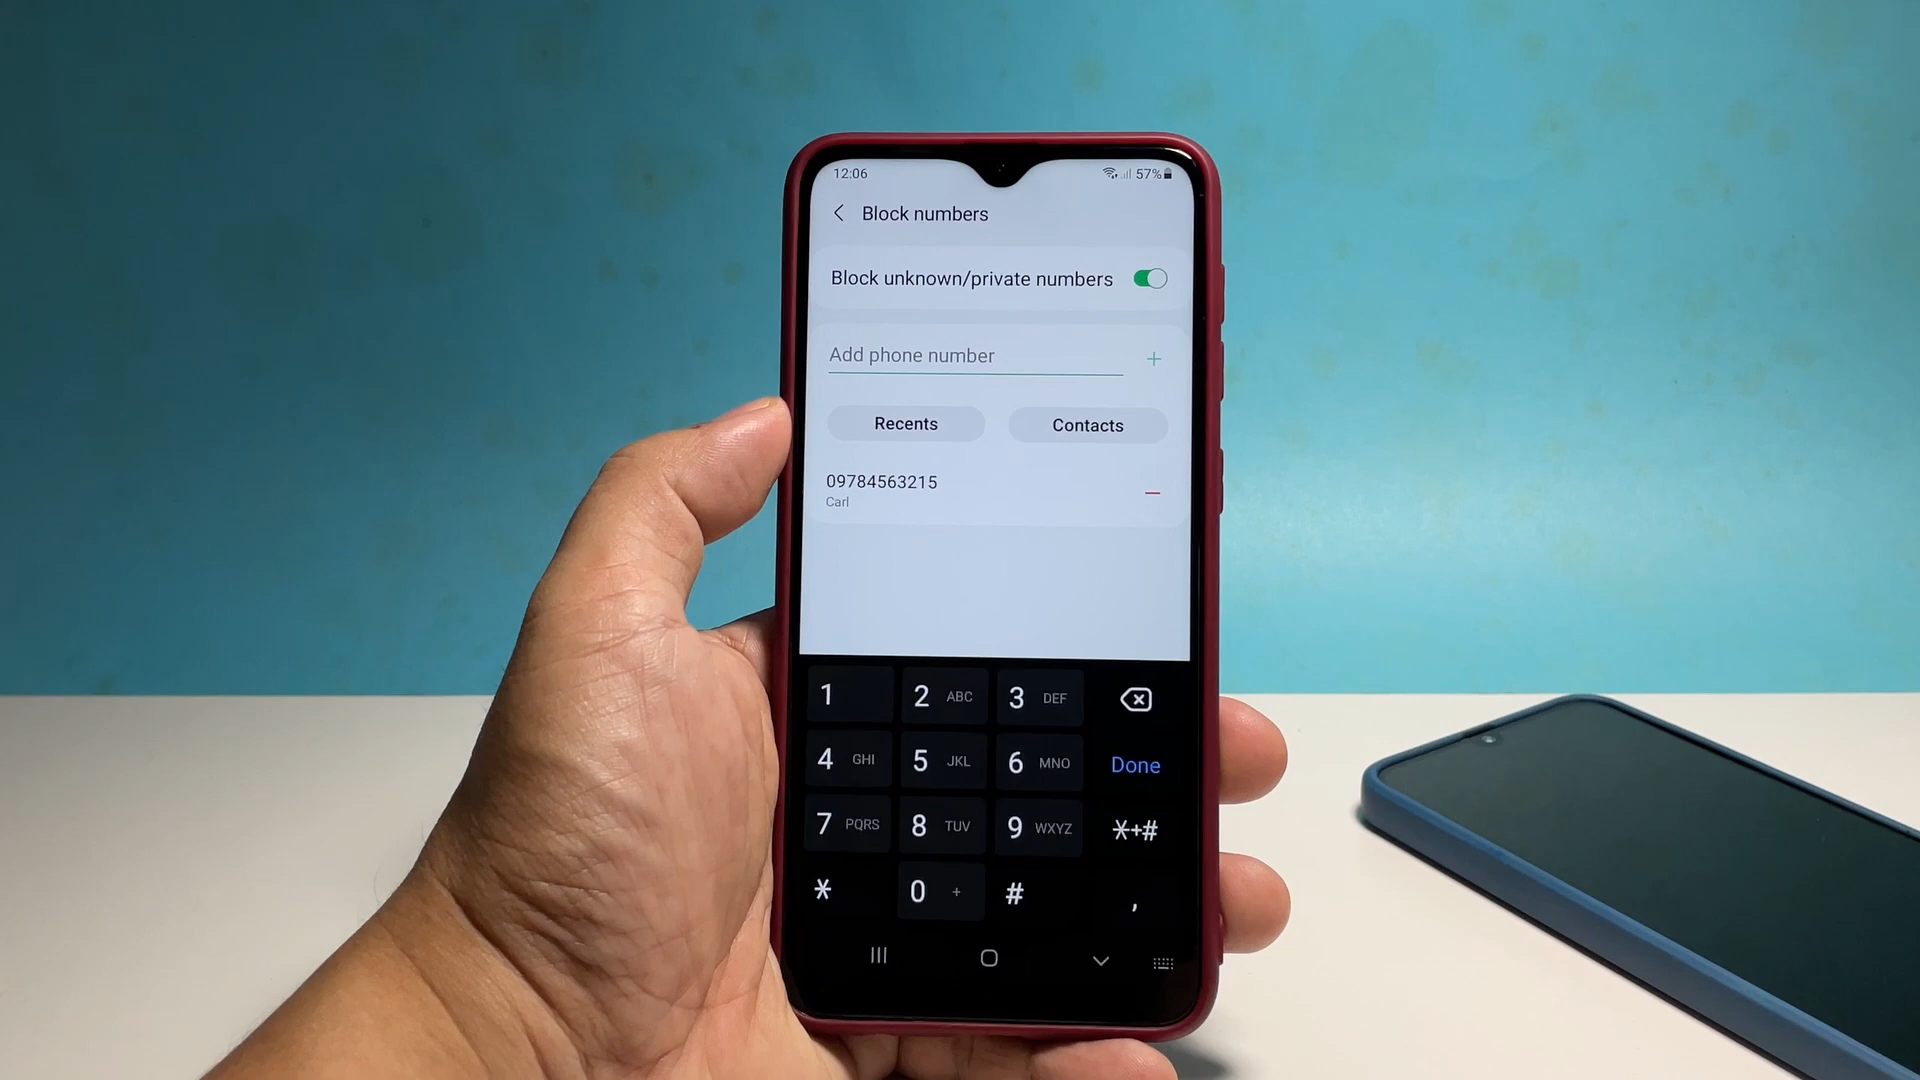 12:06 57%
Block numbers
Block unknown/private numbers
Add phone number +
Recents Contacts
09784563215
Carl
1 2 ABC 3 DEF
4 GHI 5 JKL 6 MNO Done
7 PQRS 8 TUV 9 WXYZ *+#
* 0 + # ,